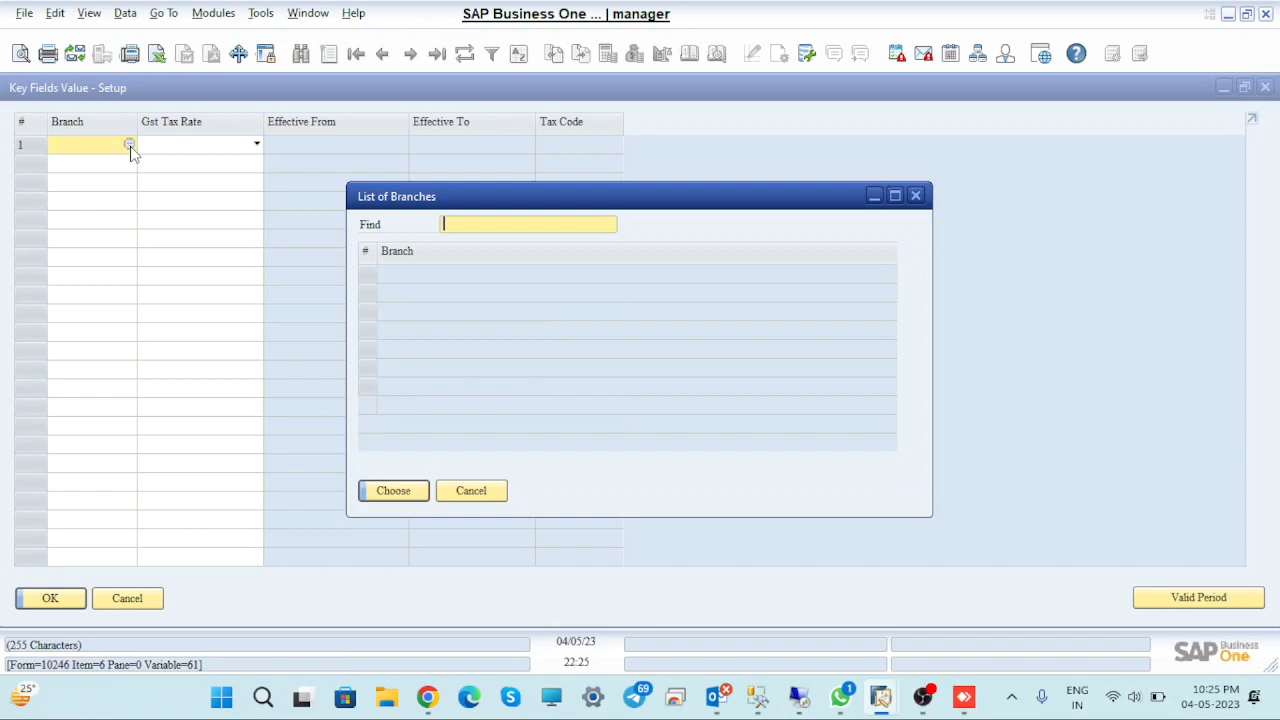 File Edit View Data Go To Modules Tools Window Help
SAP Business One ... | manager
Key Fields Value - Setup
# Branch Gst Tax Rate Effective From Effective To Tax Code
1
List of Branches
Find
# Branch
Choose Cancel
OK Cancel Valid Period
(255 Characters) 04/05/23
[Form=10246 Item=6 Pane=0 Variable=61] 22:25
SAP Business One
25°
69
1
ENG
IN
10:25 PM
04-05-2023